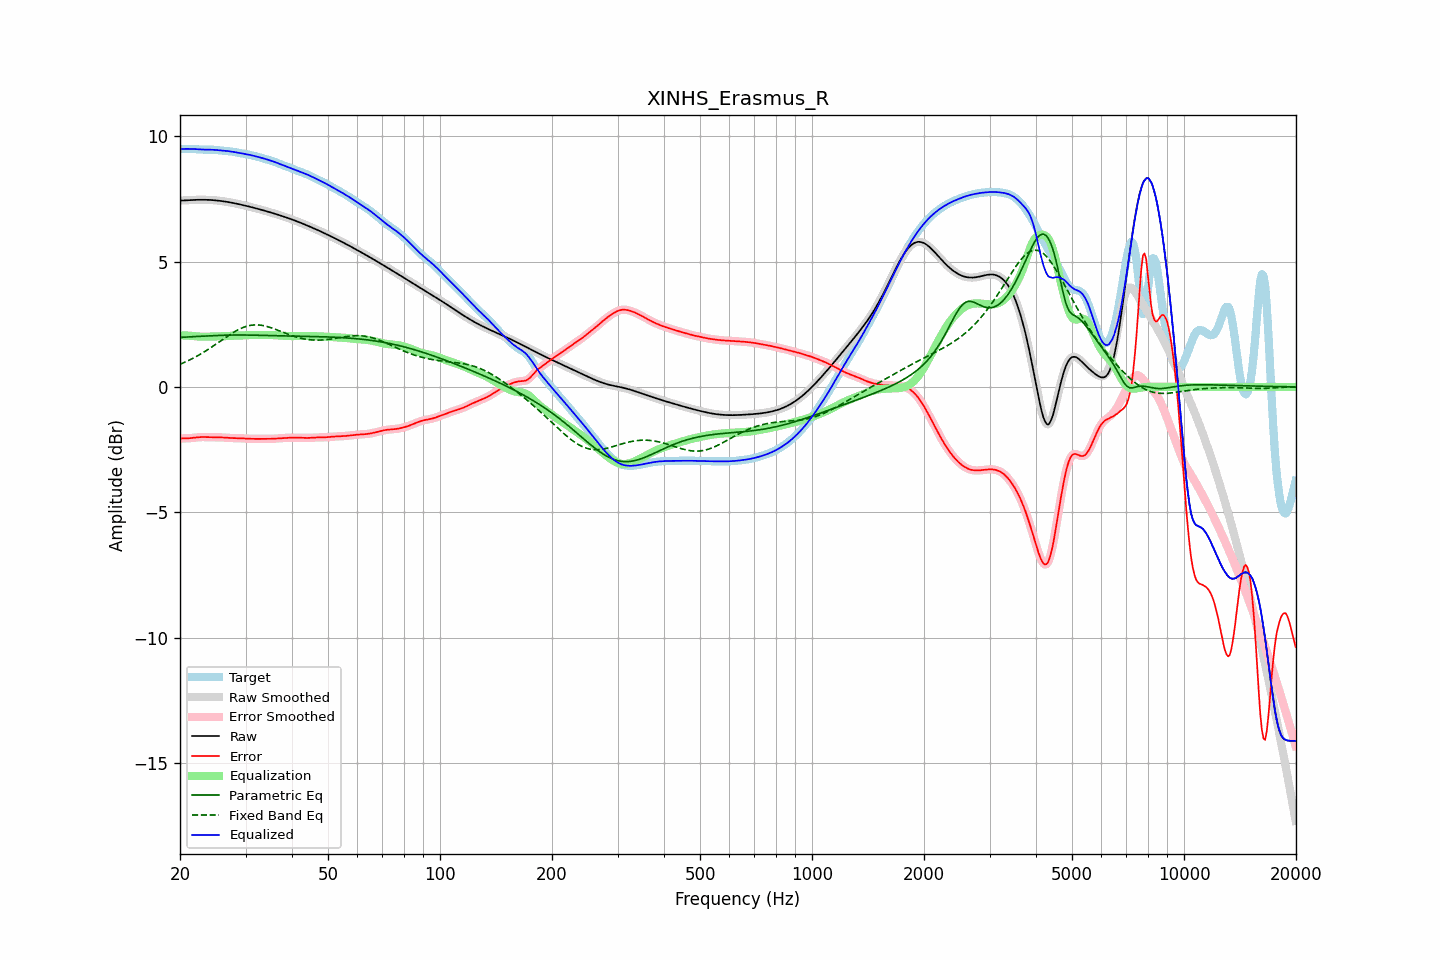 XINHS_Erasmus_R
10
5
0
−5
−10
−15
Amplitude (dBr)
Target
Raw Smoothed
Error Smoothed
Raw
Error
Equalization
Parametric Eq
Fixed Band Eq
Equalized
20 50 100 200 500 1000 2000 5000 10000 20000
Frequency (Hz)